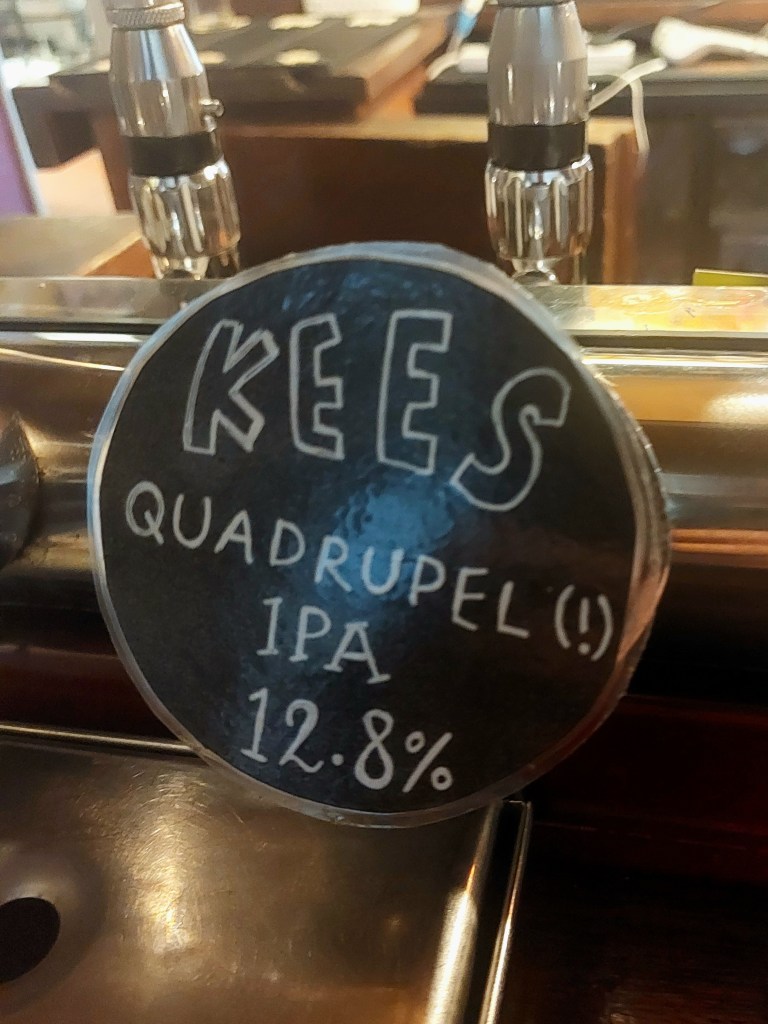 KEES
QUADRUPEL (!)
IPA
12.8%